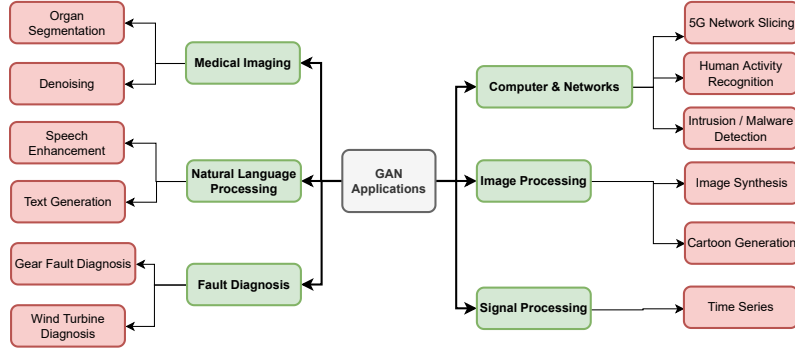 Organ
Segmentation
Denoising
Medical Imaging
Speech
Enhancement
Text Generation
Natural Language
Processing
Gear Fault Diagnosis
Wind Turbine
Diagnosis
Fault Diagnosis
GAN
Applications
Computer & Networks
5G Network Slicing
Human Activity
Recognition
Intrusion / Malware
Detection
Image Processing
Image Synthesis
Cartoon Generation
Signal Processing
Time Series